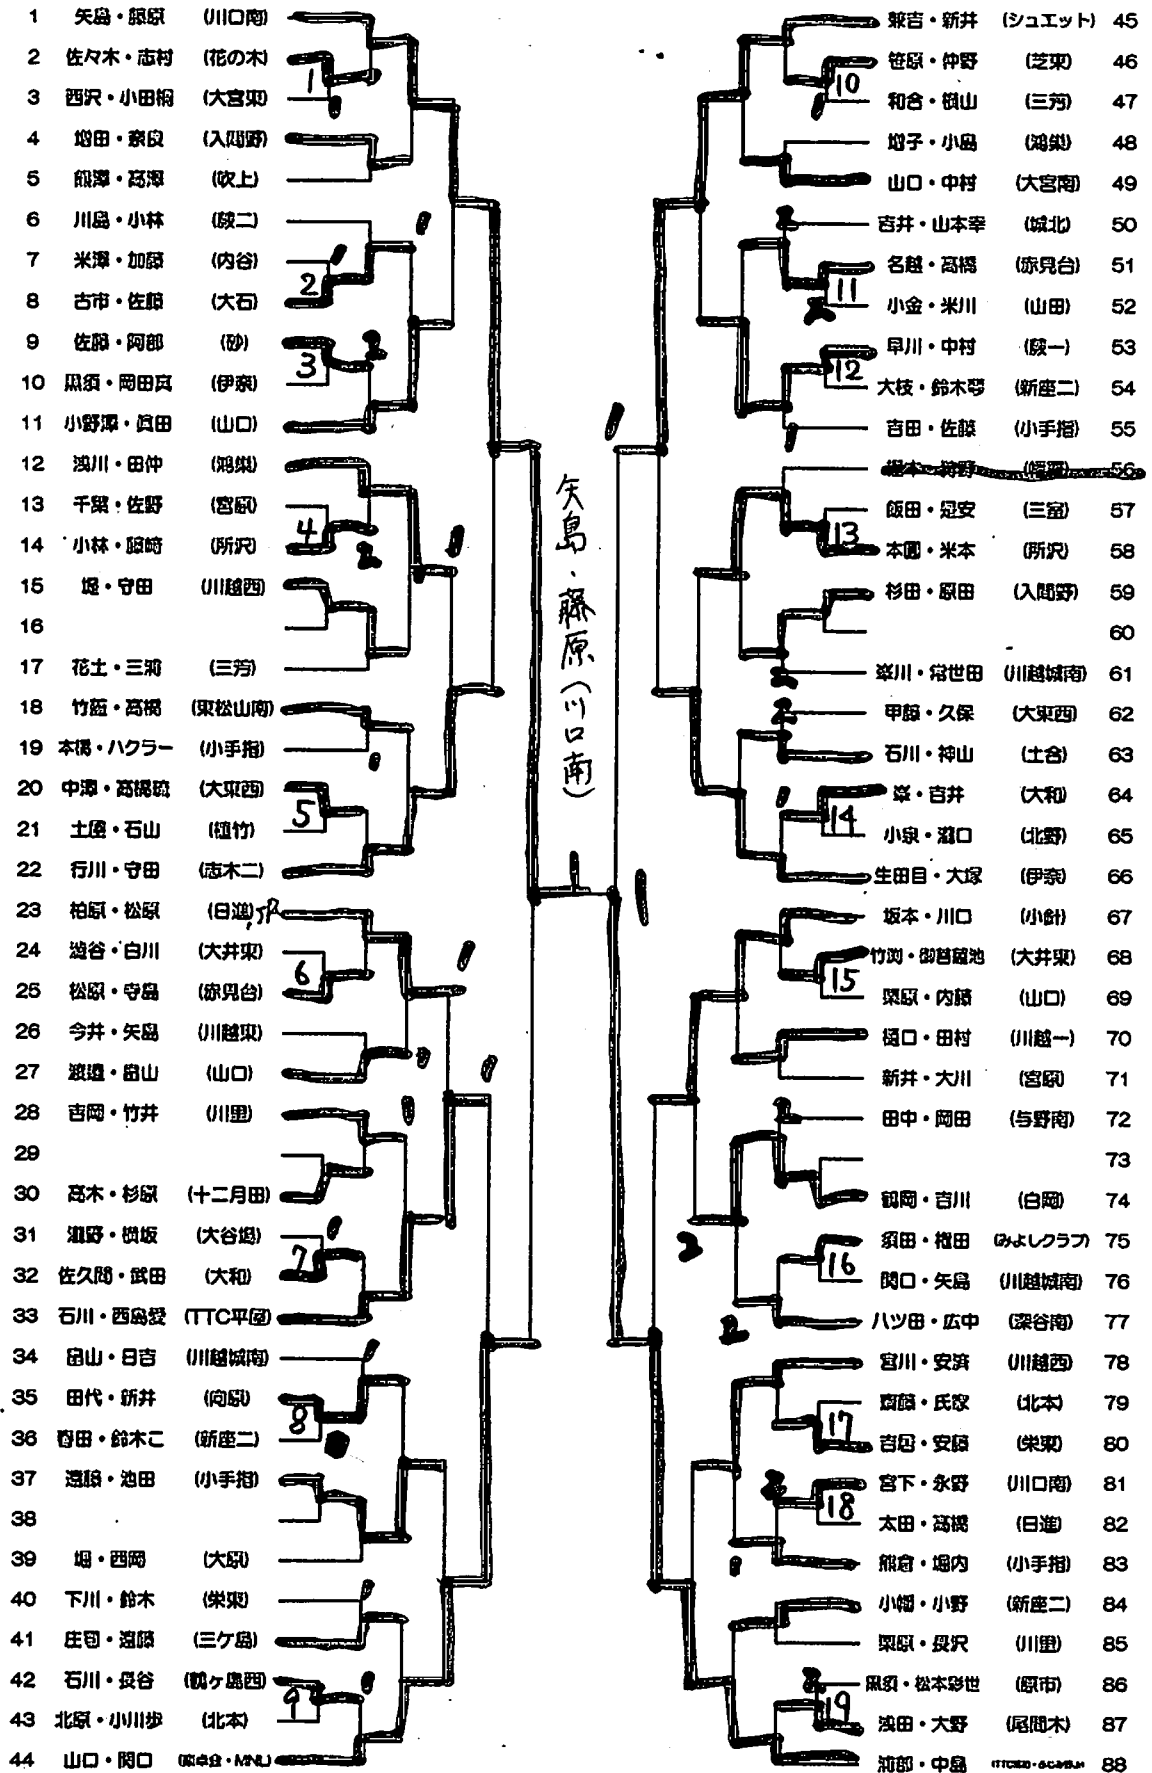 1 矢島・藤原 (川口南)
2 佐々木・志村 (花の木)
3 西沢・小田桐 (大宮東)
4 増田・奈良 (入間野)
5 飯澤・高澤 (吹上)
6 川島・小林 (蕨二)
7 米澤・加藤 (内谷)
8 古市・佐藤 (大石)
9 佐藤・阿部 (砂)
10 黒須・岡田真 (伊奈)
11 小野澤・眞田 (山口)
12 浅川・田仲 (鴻巣)
13 千葉・佐野 (宮原)
14 小林・藤崎 (所沢)
15 堀・守田 (川越西)
16
17 花土・三浦 (三芳)
18 竹藍・高橋 (東松山南)
19 本橋・ハクラー (小手指)
20 中澤・高橋琉 (大東西)
21 土屋・石山 (植竹)
22 行川・守田 (志木二)
23 柏原・松原 (日進)
24 澁谷・白川 (大井東)
25 松原・寺島 (赤見台)
26 今井・矢島 (川越東)
27 渡邉・畠山 (山口)
28 吉岡・竹井 (川里)
29
30 高木・杉原 (十二月田)
31 瀬野・横坂 (大谷場)
32 佐久間・武田 (大和)
33 石川・西島愛 (TTC平屋)
34 畠山・日吉 (川越城南)
35 田代・新井 (向原)
36 春田・鈴木こ (新座二)
37 遠藤・池田 (小手指)
38
39 堀・西岡 (大原)
40 下川・鈴木 (栄東)
41 庄司・遠藤 (三ケ島)
42 石川・長谷 (鶴ヶ島西)
43 北原・小川歩 (北本)
44 山口・関口
1
2
3
4
5
6
7
8
9
矢島・藤原(川口南)
10
11
12
13
14
15
16
17
18
19
兼吉・新井 (シュエット) 45
笹原・仲野 (芝東) 46
和合・横山 (三芳) 47
増子・小島 (鴻巣) 48
山口・中村 (大宮南) 49
吉井・山本幸 (城北) 50
名越・高橋 (赤見台) 51
小金・米川 (山田) 52
早川・中村 (蕨一) 53
大枝・鈴木琴 (新座二) 54
吉田・佐藤 (小手指) 55
56
飯田・是安 (三室) 57
本園・米本 (所沢) 58
杉田・原田 (入間野) 59
60
峯川・常世田 (川越城南) 61
甲藤・久保 (大東西) 62
石川・神山 (土合) 63
峯・吉井 (大和) 64
小泉・瀧口 (北野) 65
生田目・大塚 (伊奈) 66
坂本・川口 (小針) 67
竹渕・御菩薩池 (大井東) 68
栗原・内藤 (山口) 69
樋口・田村 (川越一) 70
新井・大川 (宮原) 71
田中・岡田 (与野南) 72
73
鶴岡・吉川 (白岡) 74
須田・権田 (みよしクラブ) 75
関口・矢島 (川越城南) 76
八ツ田・広中 (深谷南) 77
宮川・安済 (川越西) 78
齋藤・氏家 (北本) 79
吉邑・安藤 (栄東) 80
宮下・永野 (川口南) 81
太田・高橋 (日進) 82
熊倉・堀内 (小手指) 83
小幡・小野 (新座二) 84
栗原・長沢 (川里) 85
黒須・松本彩世 (原市) 86
浅田・大野 (尾間木) 87
浦部・中島 88